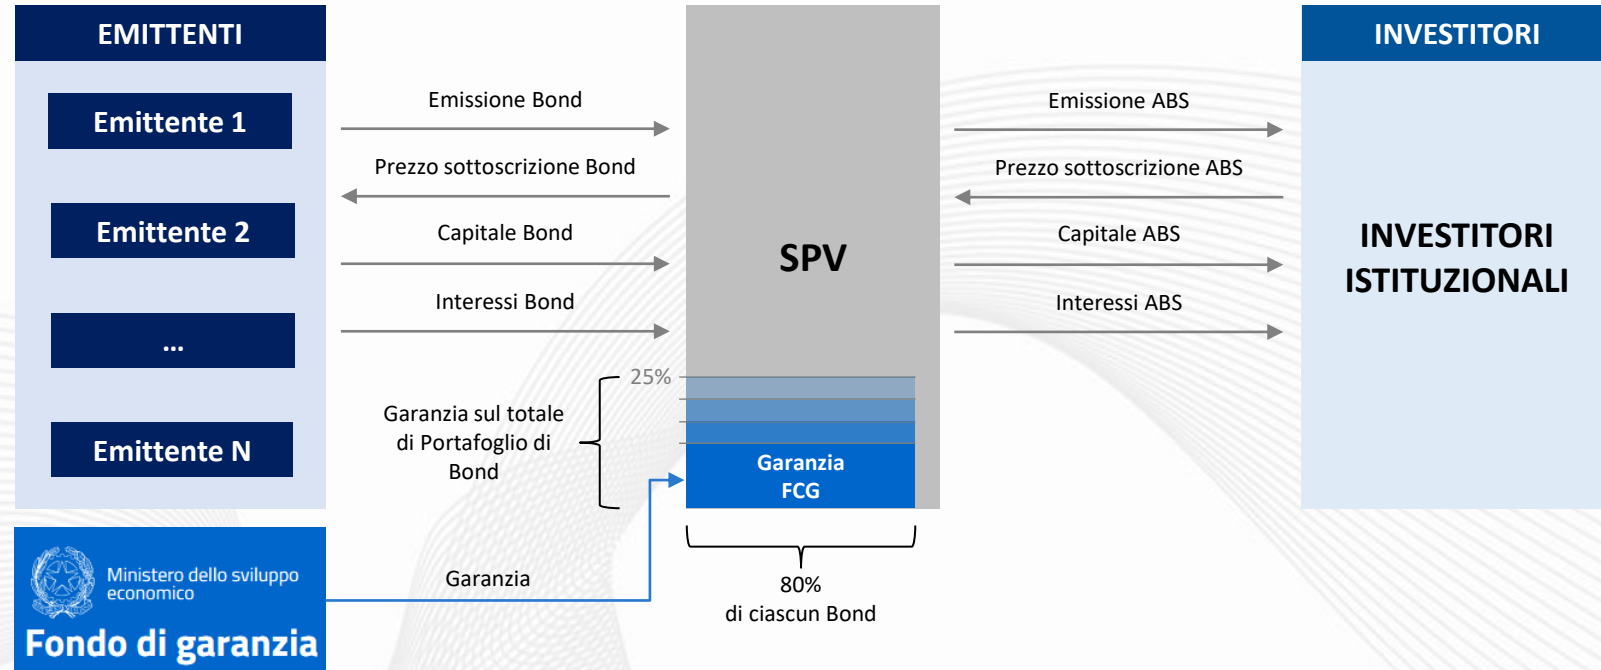 EMITTENTI
Emittente 1
Emittente 2
...
Emittente N
Emissione Bond
Prezzo sottoscrizione Bond
Capitale Bond
Interessi Bond
SPV
25%
Garanzia sul totale
di Portafoglio di
Bond
Garanzia
FCG
80%
di ciascun Bond
Emissione ABS
Prezzo sottoscrizione ABS
Capitale ABS
Interessi ABS
INVESTITORI
INVESTITORI
ISTITUZIONALI
Ministero dello sviluppo
economico
Fondo di garanzia
Garanzia